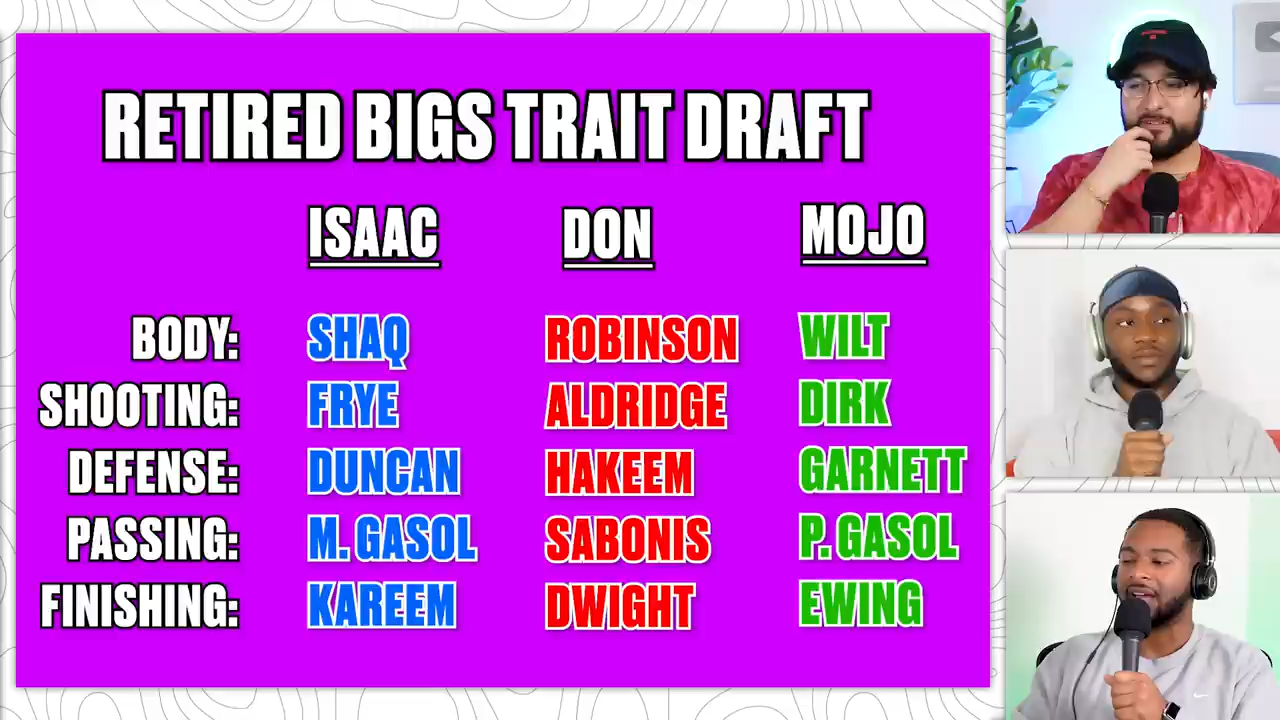 RETIRED BIGS TRAIT DRAFT
ISAAC DON MOJO
BODY: SHAQ ROBINSON WILT
SHOOTING: FRYE ALDRIDGE DIRK
DEFENSE: DUNCAN HAKEEM GARNETT
PASSING: M. GASOL SABONIS P. GASOL
FINISHING: KAREEM DWIGHT EWING